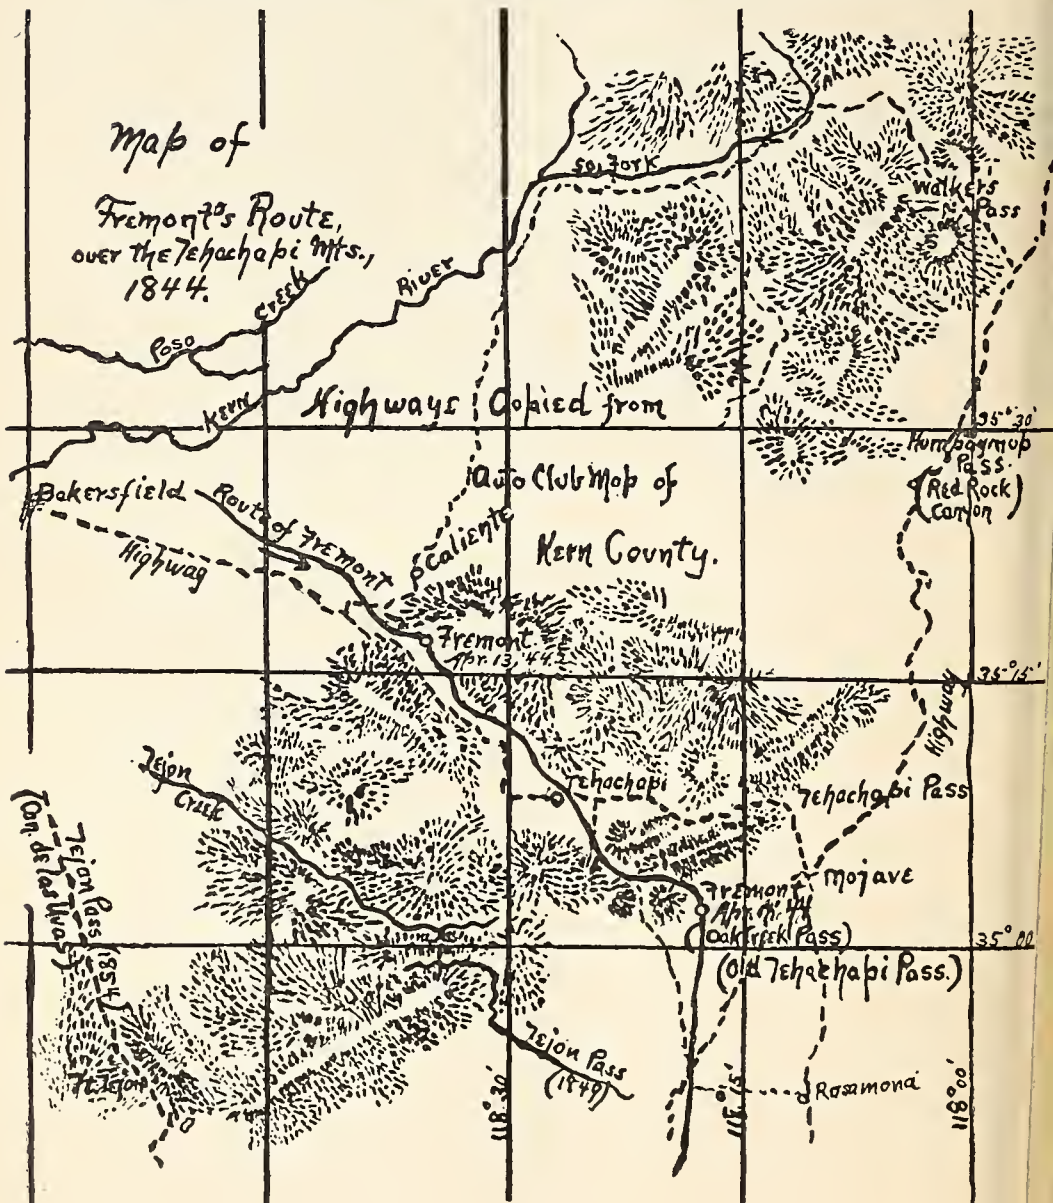 Map of
Fremont's Route,
over the Tehachapi Mts.,
1844.
Poso Creek
Kern River
So. Fork
Walkers
Pass
Highways Copied from
Auto Club Map of
Kern County.
35° 30'
Pass.
(Red Rock
Canyon)
Bakersfield
Route of Fremont
Highway
Caliente
Fremont
Apr. 13, '44.
35° 15'
Highway
Tejon
Creek
Tehachapi
Tehachapi Pass
Mojave
Fremont
Apr. '44
(Oak Creek Pass)
35° 00
(Old Tehachapi Pass.)
Tejon Pass (1854)
(Can. de las Uvas)
Ft. Tejon
Tejon Pass
(1849)
Rosamond
118° 30'
118° 15'
118° 00'